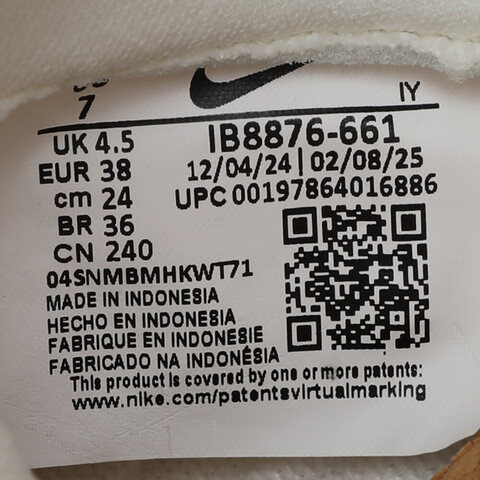 7
IY
UK 4.5
IB8876-661
EUR 38
12/04/24 | 02/08/25
cm 24
UPC 00197864016886
BR 36
CN 240
04SNMBMHKWT71
MADE IN INDONESIA
HECHO EN INDONESIA
FABRIQUE EN INDONESIE
FABRICADO NA INDONÉSIA
This product is covered by one or more patents:
www.nike.com/patentsvirtualmarking